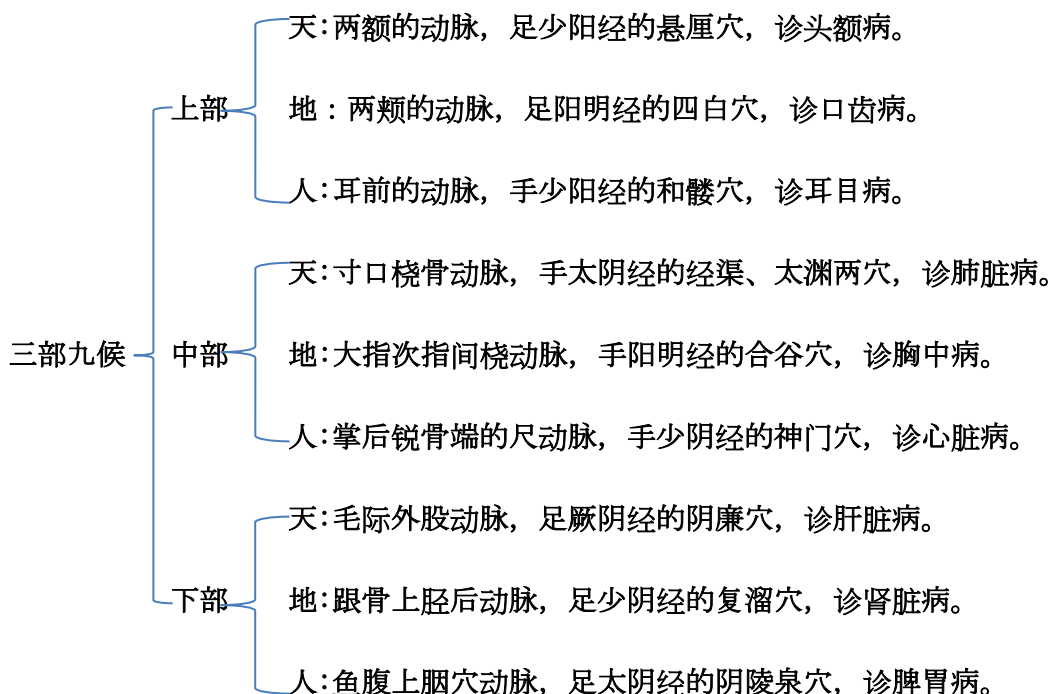 天:两额的动脉，足少阳经的悬厘穴，诊头额病。
上部
地：两颊的动脉，足阳明经的四白穴，诊口齿病。
人:耳前的动脉，手少阳经的和髎穴，诊耳目病。
天:寸口桡骨动脉，手太阴经的经渠、太渊两穴，诊肺脏病。
三部九候
中部
地:大指次指间桡动脉，手阳明经的合谷穴，诊胸中病。
人:掌后锐骨端的尺动脉，手少阴经的神门穴，诊心脏病。
天:毛际外股动脉，足厥阴经的阴廉穴，诊肝脏病。
下部
地:跟骨上胫后动脉，足少阴经的复溜穴，诊肾脏病。
人:鱼腹上胭穴动脉，足太阴经的阴陵泉穴，诊脾胃病。